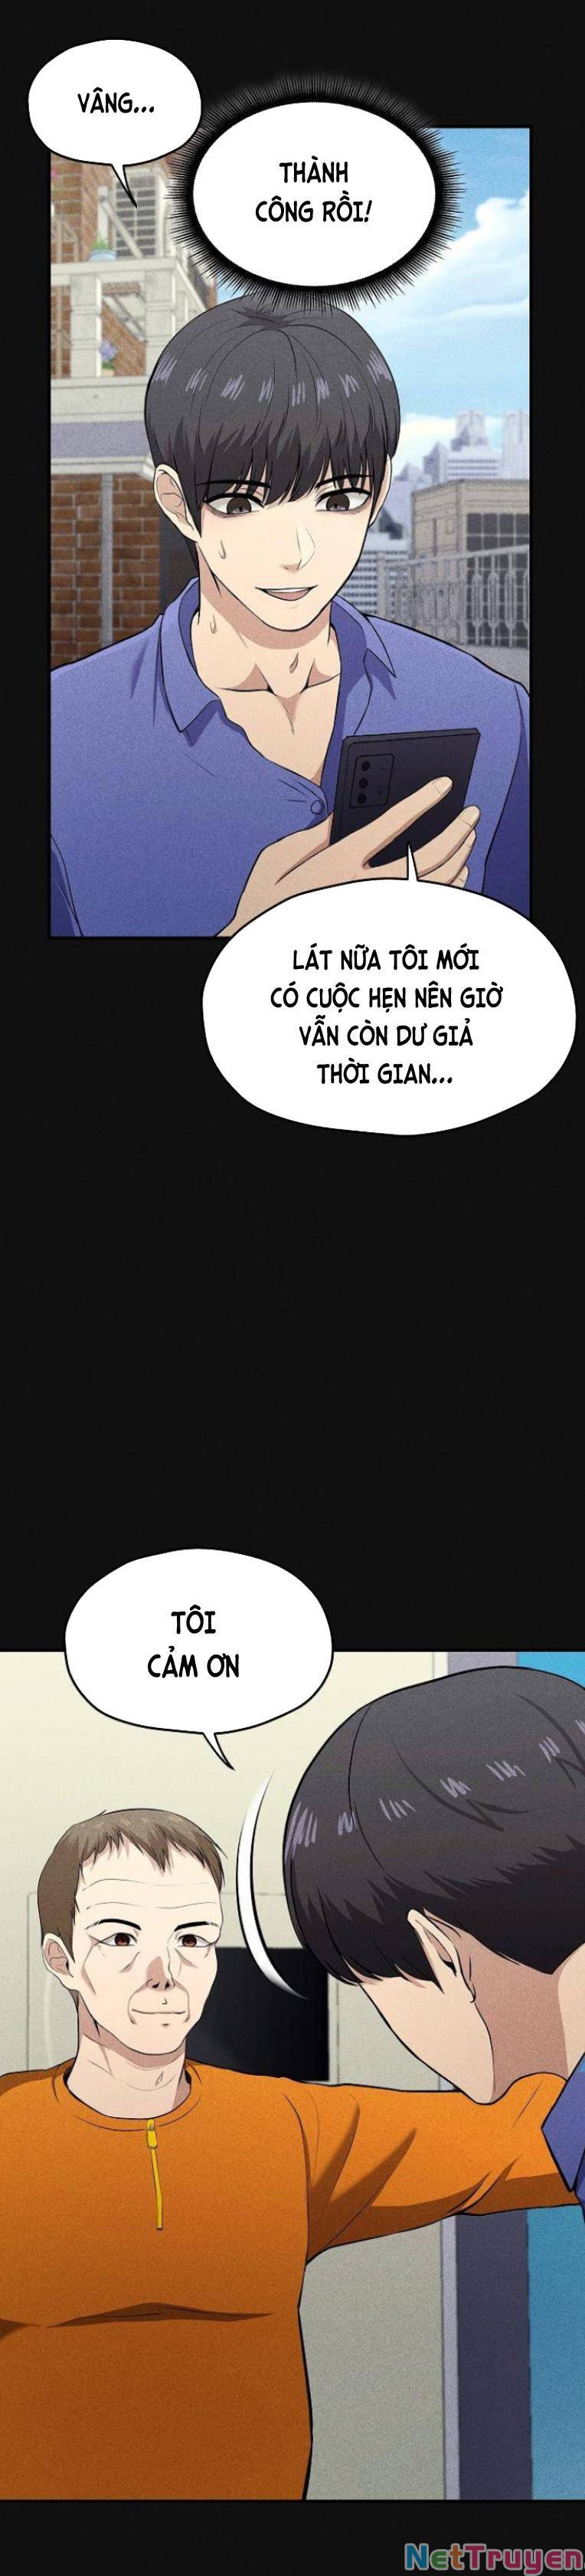 VÂNG...
THÀNH
CÔNG RỒI!
LÁT NỮA TÔI MỚI
CÓ CUỘC HẸN NÊN GIỜ
VẪN CÒN DƯ GIẢ
THỜI GIAN...
TÔI
CẢM ƠN
NetTruyen